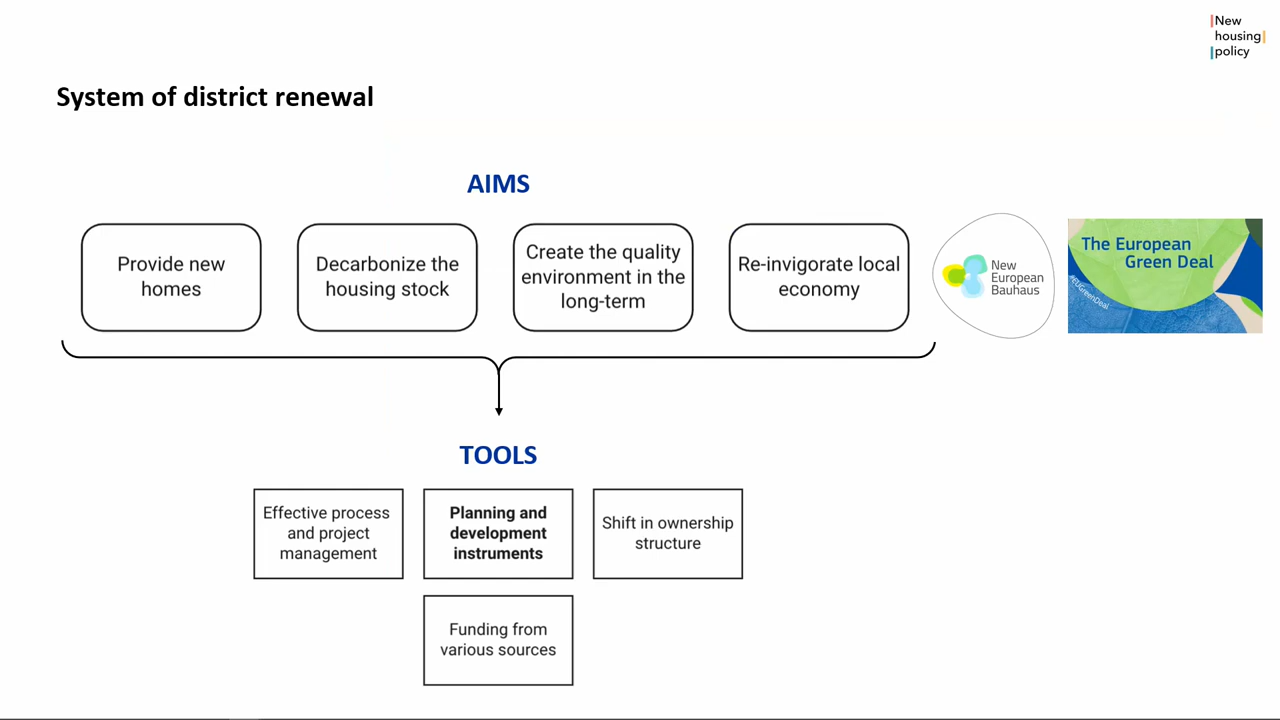 New
housing
policy
System of district renewal
AIMS
Provide new
homes
Decarbonize the
housing stock
Create the quality
environment in the
long-term
Re-invigorate local
economy
New
European
Bauhaus
The European
Green Deal
#EUGreenDeal
TOOLS
Effective process
and project
management
Planning and
development
instruments
Shift in ownership
structure
Funding from
various sources